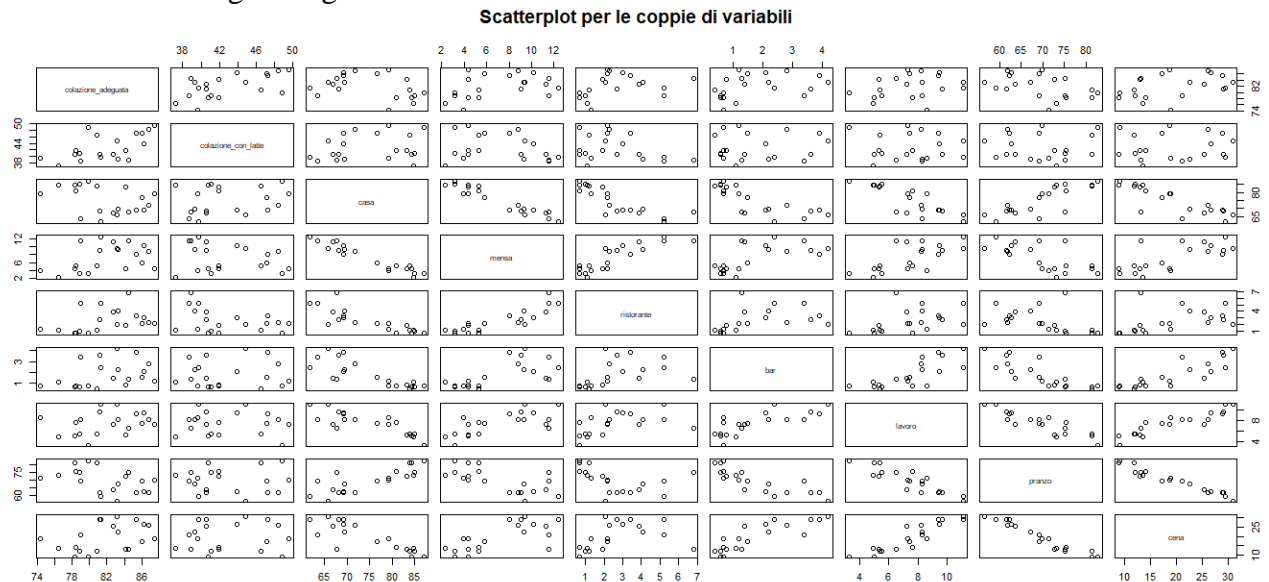 Scatterplot per le coppie di variabili
38 42 46 50 2 4 6 8 10 12 1 2 3 4 60 65 70 75 80
colazione_adeguata 74 82
38 44 50 colazione_con_latte
casa 65 80
2 6 12 mensa
ristorante 1 4 7
1 3 bar
lavoro 4 8
60 75 pranzo
cena 10 25
74 78 82 86 65 70 75 80 85 1 2 3 4 5 6 7 4 6 8 10 10 15 20 25 30